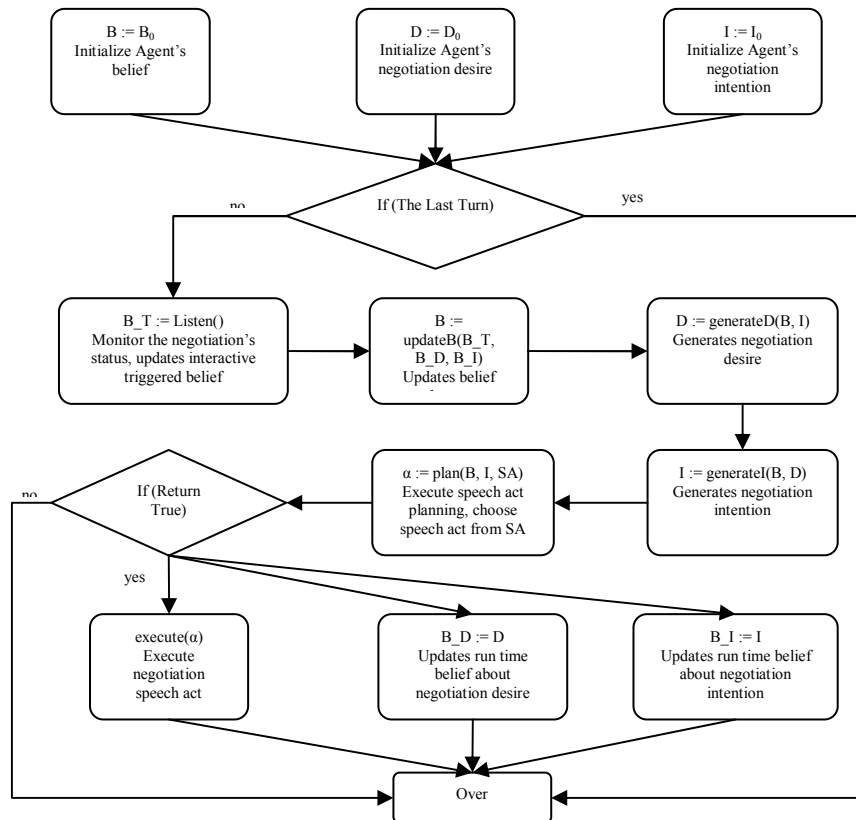 B := B₀
Initialize Agent's
belief
D := D₀
Initialize Agent's
negotiation desire
I := I₀
Initialize Agent's
negotiation
intention
If (The Last Turn)
no
yes
B_T := Listen()
Monitor the negotiation's
status, updates interactive
triggered belief
B :=
updateB(B_T,
B_D, B_I)
Updates belief
D := generateD(B, I)
Generates negotiation
desire
If (Return
True)
no
α := plan(B, I, SA)
Execute speech act
planning, choose
speech act from SA
I := generateI(B, D)
Generates negotiation
intention
yes
execute(α)
Execute
negotiation
speech act
B_D := D
Updates run time
belief about
negotiation desire
B_I := I
Updates run time belief
about negotiation
intention
Over